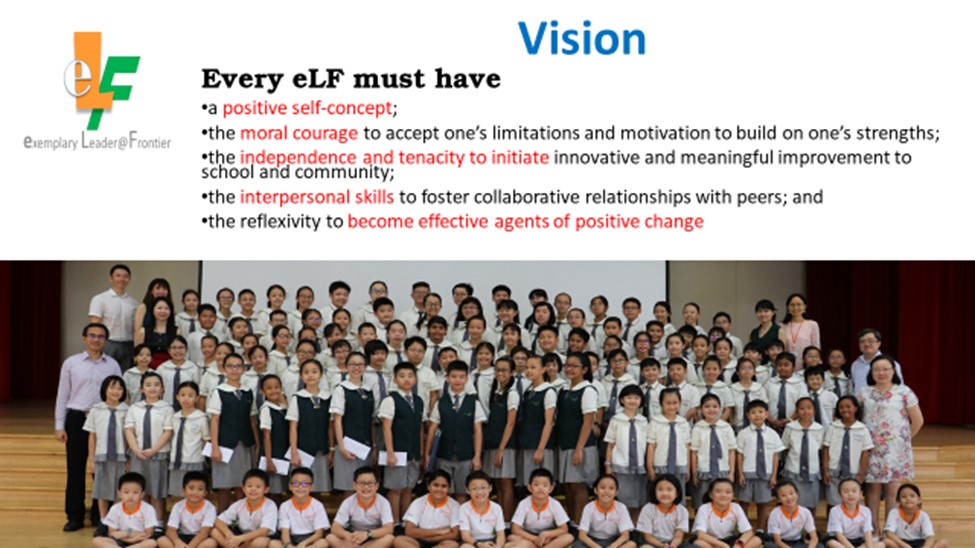 Vision
eLF
exemplary Leader@Frontier
Every eLF must have
•a positive self-concept;
•the moral courage to accept one’s limitations and motivation to build on one’s strengths;
•the independence and tenacity to initiate innovative and meaningful improvement to
school and community;
•the interpersonal skills to foster collaborative relationships with peers; and
•the reflexivity to become effective agents of positive change